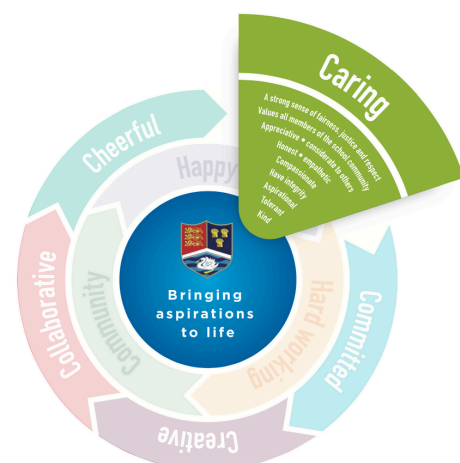 Caring
A strong sense of fairness, justice and respect
Values all members of the school community
Appreciative • considerate to others
Honest • empathetic
Compassionate
Have integrity
Aspirational
Tolerant
Kind
Cheerful
Happy
Collaborative
Community
Bringing
aspirations
to life
Hard working
Committed
Creative